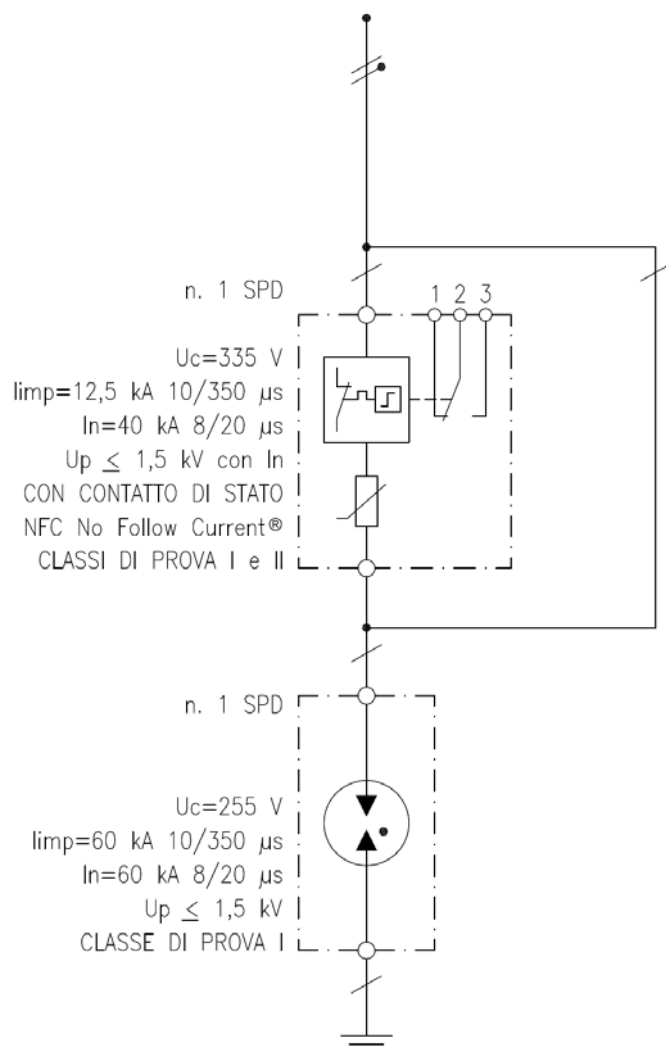 n. 1 SPD
1 2 3
Uc=335 V
Iimp=12,5 kA 10/350 µs
In=40 kA 8/20 µs
Up ≤ 1,5 kV con In
CON CONTATTO DI STATO
NFC No Follow Current®
CLASSI DI PROVA I e II
n. 1 SPD
Uc=255 V
Iimp=60 kA 10/350 µs
In=60 kA 8/20 µs
Up ≤ 1,5 kV
CLASSE DI PROVA I